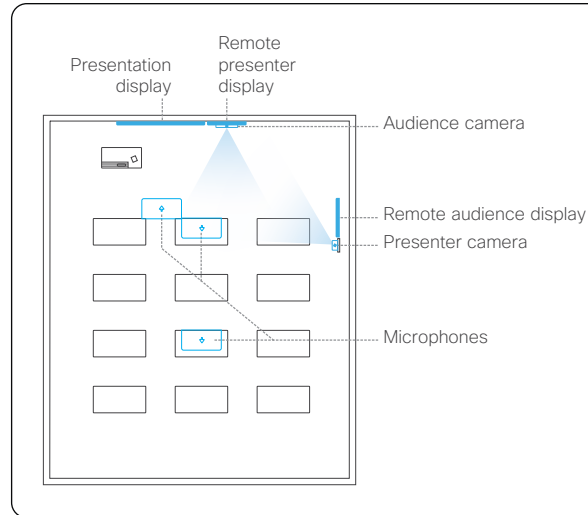 Presentation
display
Remote
presenter
display
Audience camera
Remote audience display
Presenter camera
Microphones